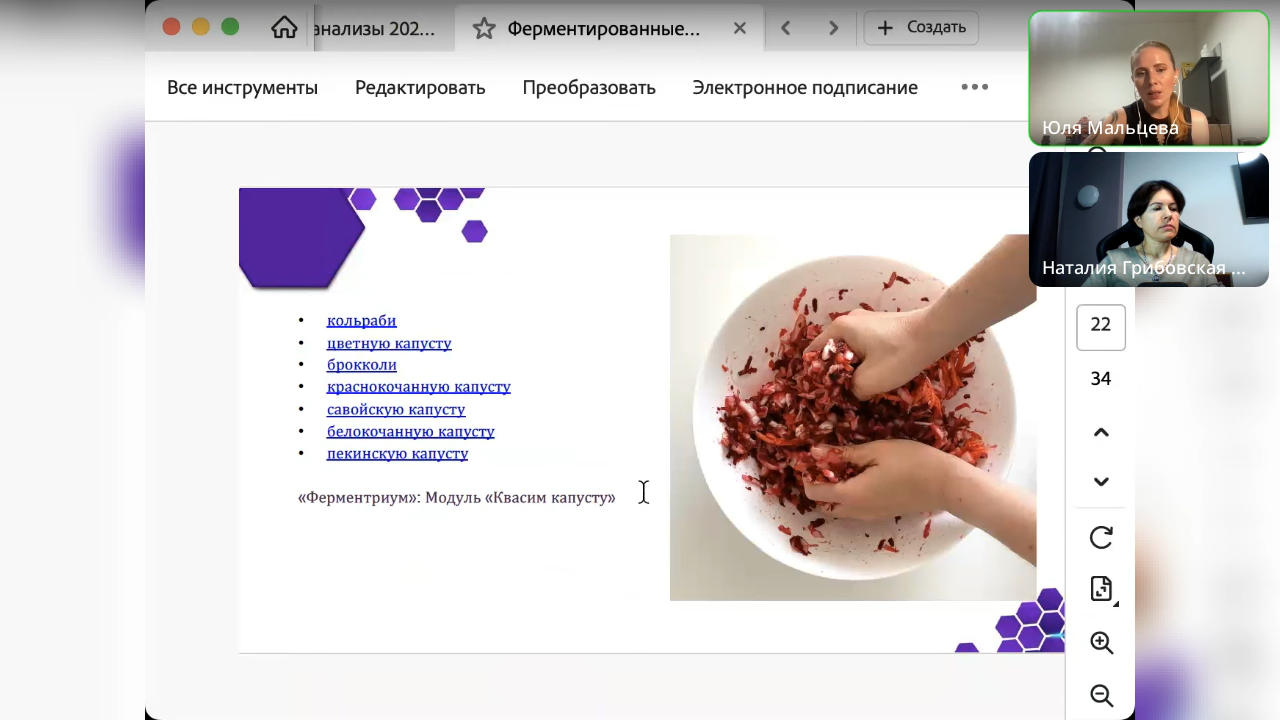 анализы 202...
Ферментированные...
Создать
Все инструменты
Редактировать
Преобразовать
Электронное подписание
Юля Мальцева
Наталия Грибовская ...
• кольраби
• цветную капусту
• брокколи
• краснокочанную капусту
• савойскую капусту
• белокочанную капусту
• пекинскую капусту
«Ферментриум»: Модуль «Квасим капусту»
22
34